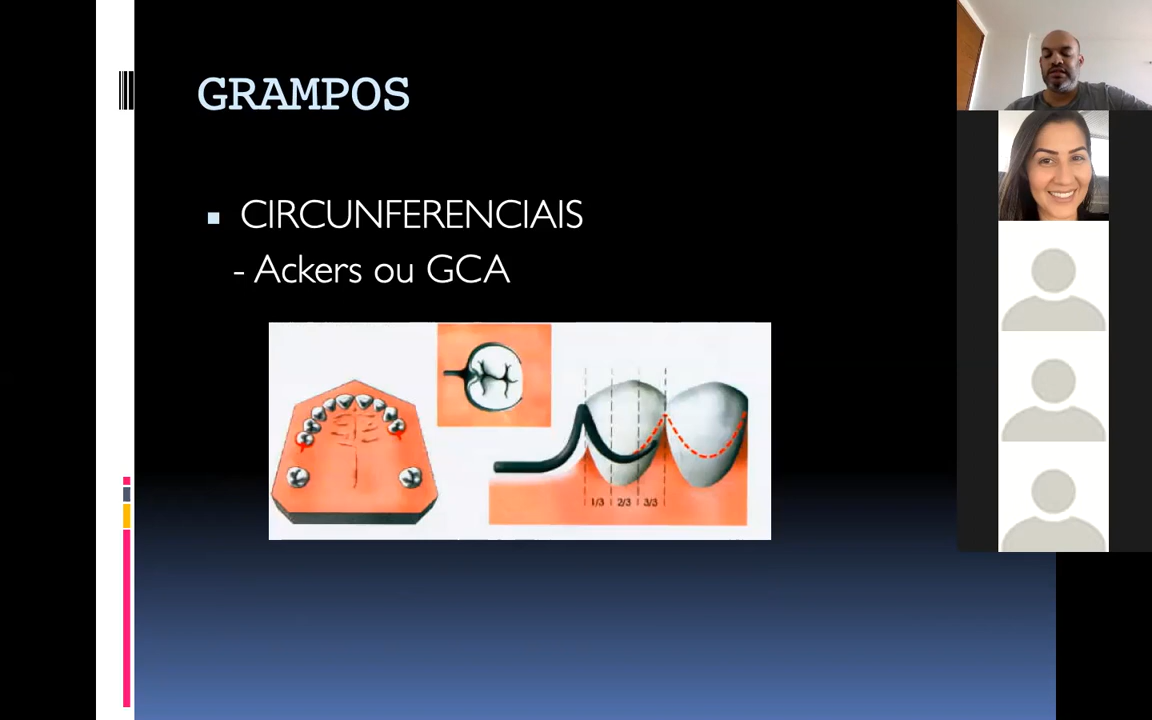 GRAMPOS
CIRCUNFERENCIAIS
- Ackers ou GCA
1/3 2/3 3/3